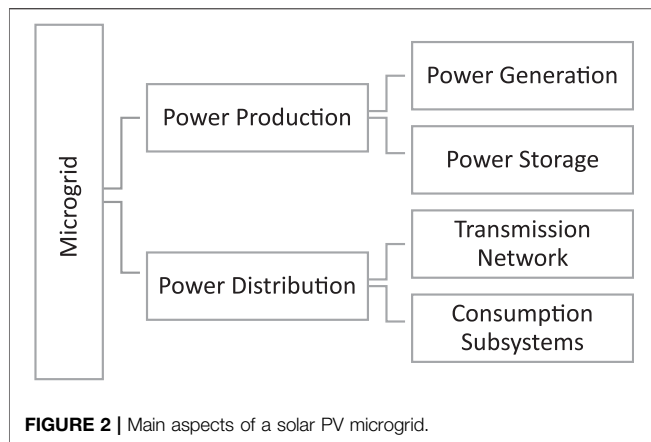 Microgrid
Power Production
Power Generation
Power Storage
Power Distribution
Transmission
Network
Consumption
Subsystems
FIGURE 2 | Main aspects of a solar PV microgrid.